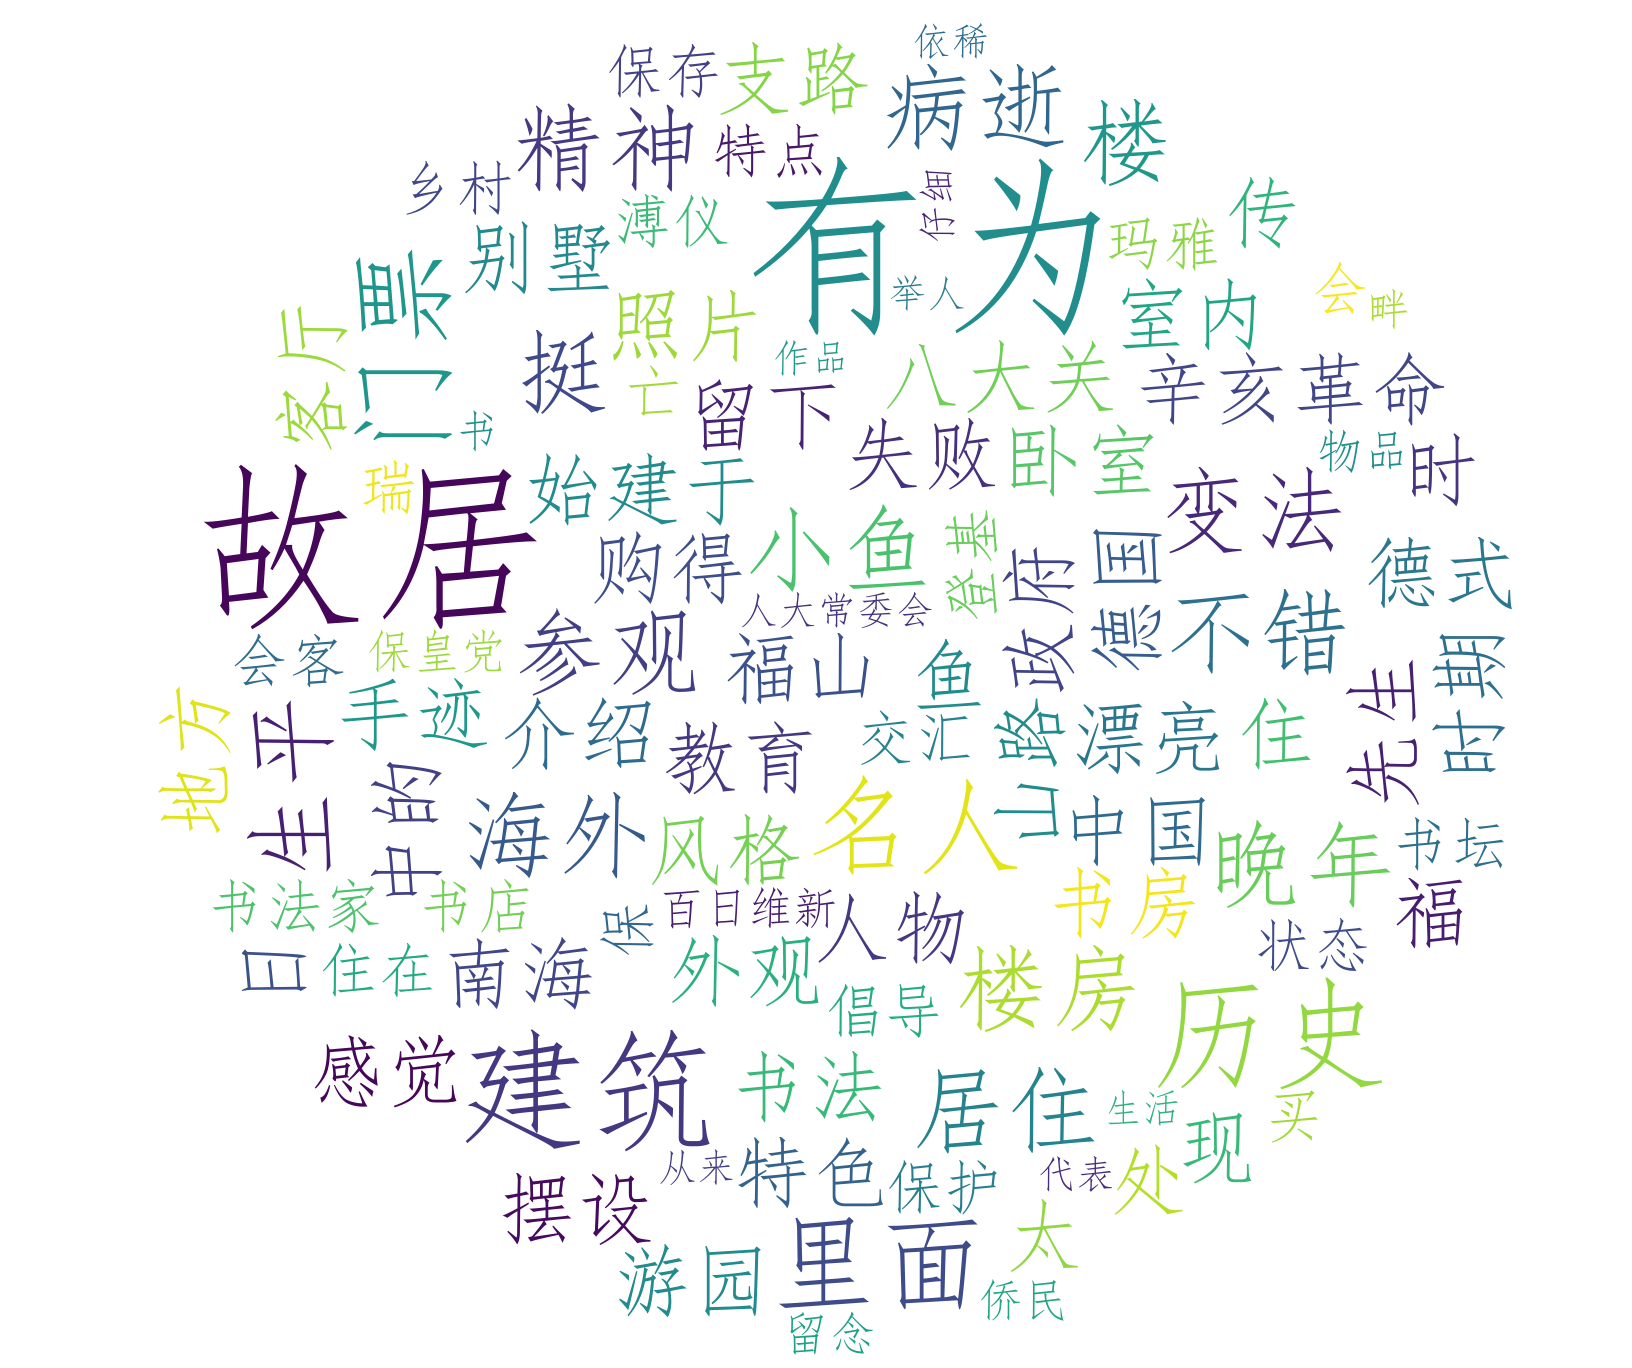 依稀
保存
支路
病逝
精神
特点
楼
乡村
溥仪
有为
仔细
传
别墅
玛雅
门票
照片
举人
室内
会
畔
客厅
挺
作品
八大关
辛亥革命
亡
留下
书
失败
卧室
物品
时
故居
瑞
始建于
变法
购得
小鱼
登基
政府
德国
德式
人大常委会
不错
会客
保皇党
参观
福山
鱼
先生
时期
地方
生平
手迹
介绍
教育
交汇
山路
漂亮
住
中的
海外
风格
名人
中国
晚年
书坛
书法家
书店
保
百日维新
人物
书房
福
日
住在
南海
外观
楼房
状态
倡导
历史
感觉
建筑
书法
居住
生活
现
买
摆设
从来
特色
保护
代表
处
游园
里面
太
侨民
留念